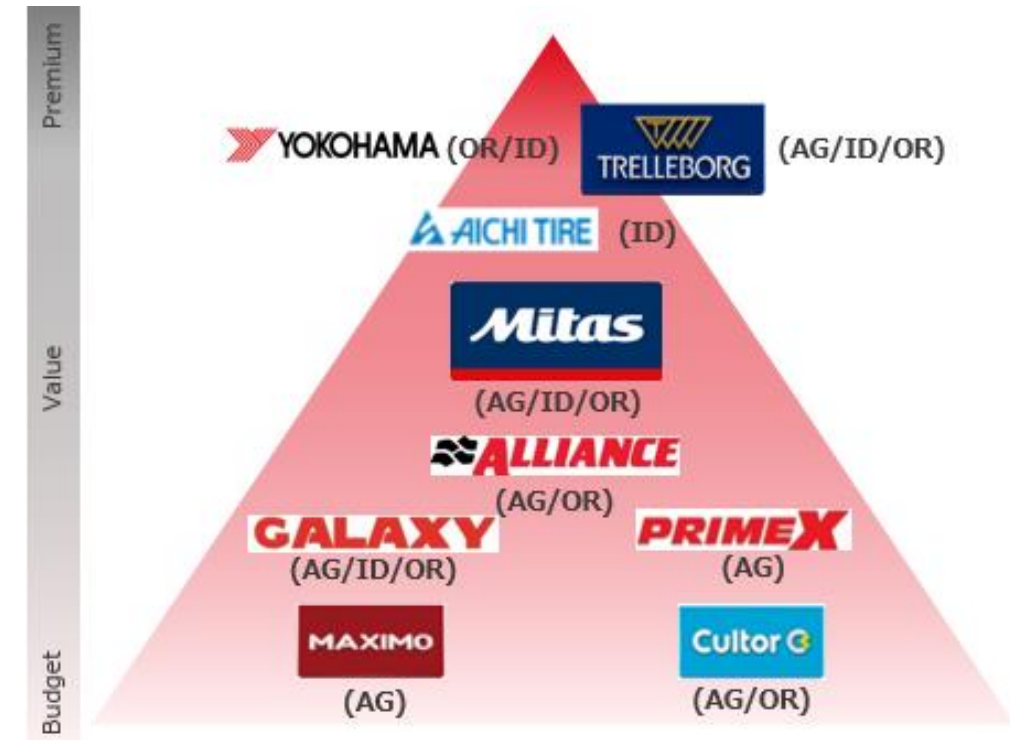 Premium
YOKOHAMA (OR/ID)
TRELLEBORG (AG/ID/OR)
AICHI TIRE (ID)
Mitas
(AG/ID/OR)
Value
ALLIANCE
(AG/OR)
GALAXY
(AG/ID/OR)
PRIMEX
(AG)
MAXIMO
(AG)
Cultor
(AG/OR)
Budget